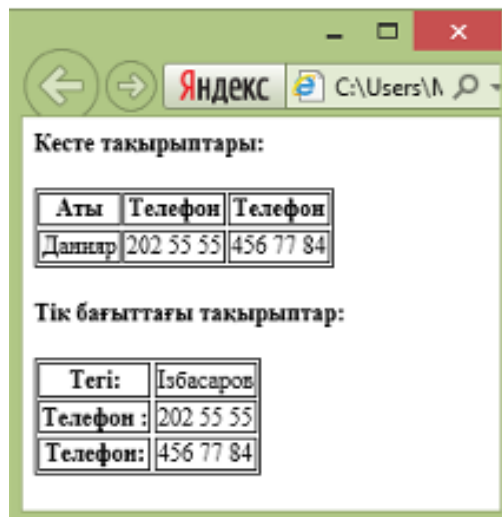 Яндекс C:\Users\
Кесте тақырыптары:
Аты Телефон Телефон
Данияр 202 55 55 456 77 84
Тік бағыттағы тақырыптар:
Тегі: Ізбасаров
Телефон : 202 55 55
Телефон: 456 77 84